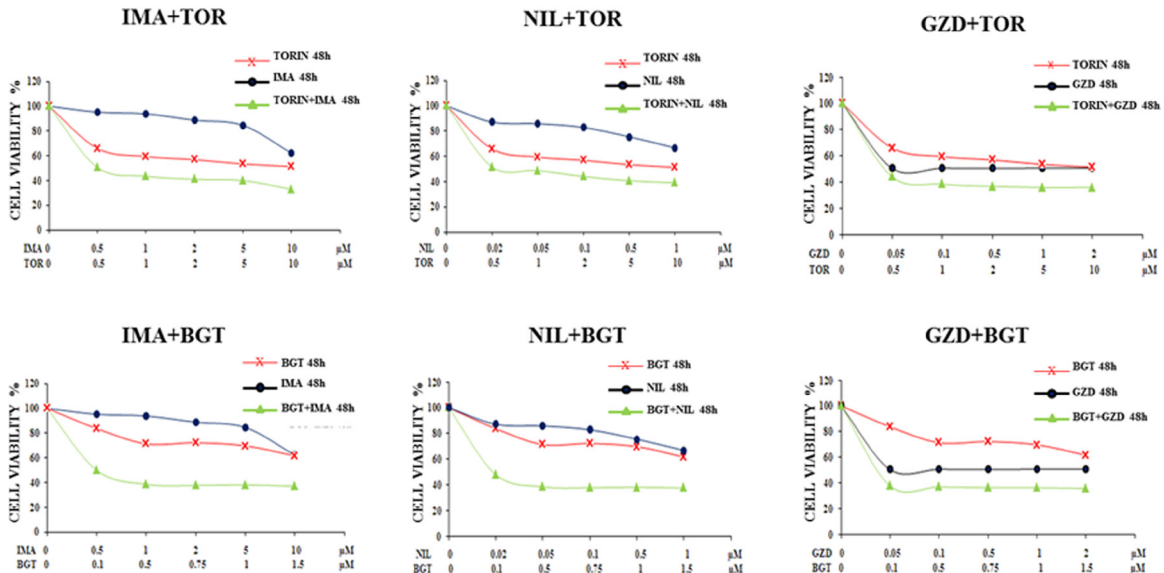 IMA+TOR
TORIN 48h
IMA 48h
TORIN+IMA 48h
CELL VIABILITY %
120
100
80
60
40
20
0
IMA 0 0.5 1 2 5 10 µM
TOR 0 0.5 1 2 5 10 µM
NIL+TOR
TORIN 48h
NIL 48h
TORIN+NIL 48h
CELL VIABILITY %
120
100
80
60
40
20
0
NIL 0 0.02 0.05 0.1 0.5 1 µM
TOR 0 0.5 1 2 5 10 µM
GZD+TOR
TORIN 48h
GZD 48h
TORIN+GZD 48h
CELL VIABILITY %
120
100
80
60
40
20
0
GZD 0 0.05 0.1 0.5 1 2 µM
TOR 0 0.5 1 2 5 10 µM
IMA+BGT
BGT 48h
IMA 48h
BGT+IMA 48h
CELL VIABILITY %
120
100
80
60
40
20
0
IMA 0 0.5 1 2 5 10 µM
BGT 0 0.1 0.5 0.75 1 1.5 µM
NIL+BGT
BGT 48h
NIL 48h
BGT+NIL 48h
CELL VIABILITY %
120
100
80
60
40
20
0
NIL 0 0.02 0.05 0.1 0.5 1 µM
BGT 0 0.1 0.5 0.75 1 1.5 µM
GZD+BGT
BGT 48h
GZD 48h
BGT+GZD 48h
CELL VIABILITY %
120
100
80
60
40
20
0
GZD 0 0.05 0.1 0.5 1 2 µM
BGT 0 0.1 0.5 0.75 1 1.5 µM